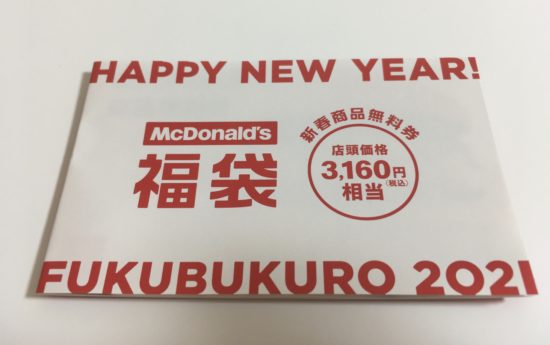 HAPPY NEW YEAR!
McDonald's
福袋
新春商品無料券
店頭価格
3,160円
(税込)
相当
FUKUBUKURO 2021